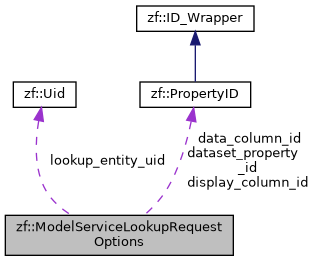 zf::ID_Wrapper
zf::Uid
zf::PropertyID
lookup_entity_uid
data_column_id
dataset_property
_id
display_column_id
zf::ModelServiceLookupRequest
Options